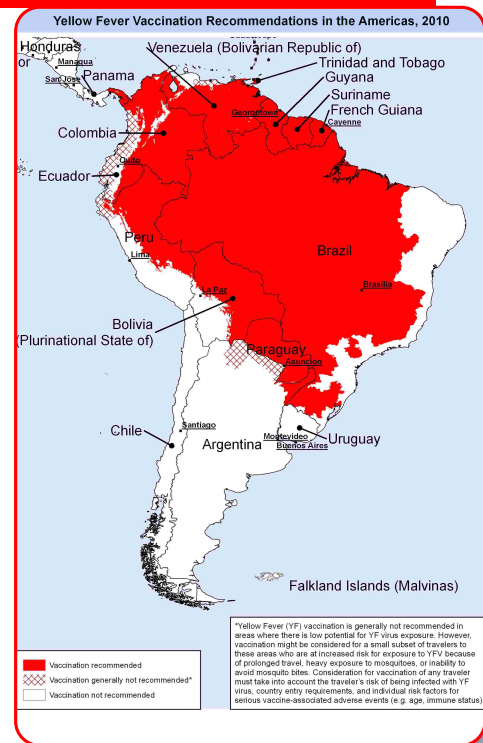 Yellow Fever Vaccination Recommendations in the Americas, 2010
Honduras
or
Managua
San Jose
Panama
Venezuela (Bolivarian Republic of)
Trinidad and Tobago
Guyana
Suriname
French Guiana
Georgetown
Cayenne
Colombia
Quito
Ecuador
Peru
Lima
Brazil
Brasilia
La Paz
Bolivia
(Plurinational State of)
Paraguay
Asuncion
Chile
Santiago
Argentina
Montevideo
Buenos Aires
Uruguay
Falkland Islands (Malvinas)
Vaccination recommended
Vaccination generally not recommended*
Vaccination not recommended
*Yellow Fever (YF) vaccination is generally not recommended in
areas where there is low potential for YF virus exposure. However,
vaccination might be considered for a small subset of travelers to
these areas who are at increased risk for exposure to YFV because
of prolonged travel, heavy exposure to mosquitoes, or inability to
avoid mosquito bites. Consideration for vaccination of any traveler
must take into account the traveler's risk of being infected with YF
virus, country entry requirements, and individual risk factors for
serious vaccine-associated adverse events (e.g. age, immune status)